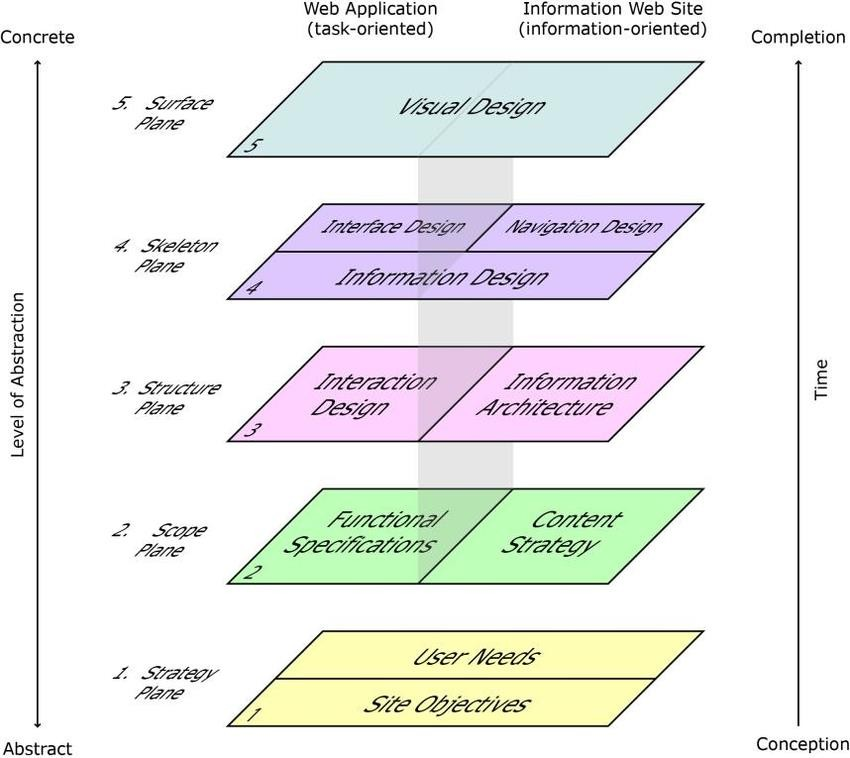 Web Application
(task-oriented)
Information Web Site
(information-oriented)
Concrete
Completion
5. Surface
Plane
Visual Design
5
4. Skeleton
Plane
Interface Design
Navigation Design
Information Design
4
Level of Abstraction
Time
3. Structure
Plane
Interaction
Design
Information
Architecture
3
2. Scope
Plane
Functional
Specifications
Content
Strategy
2
1. Strategy
Plane
User Needs
Site Objectives
1
Abstract
Conception